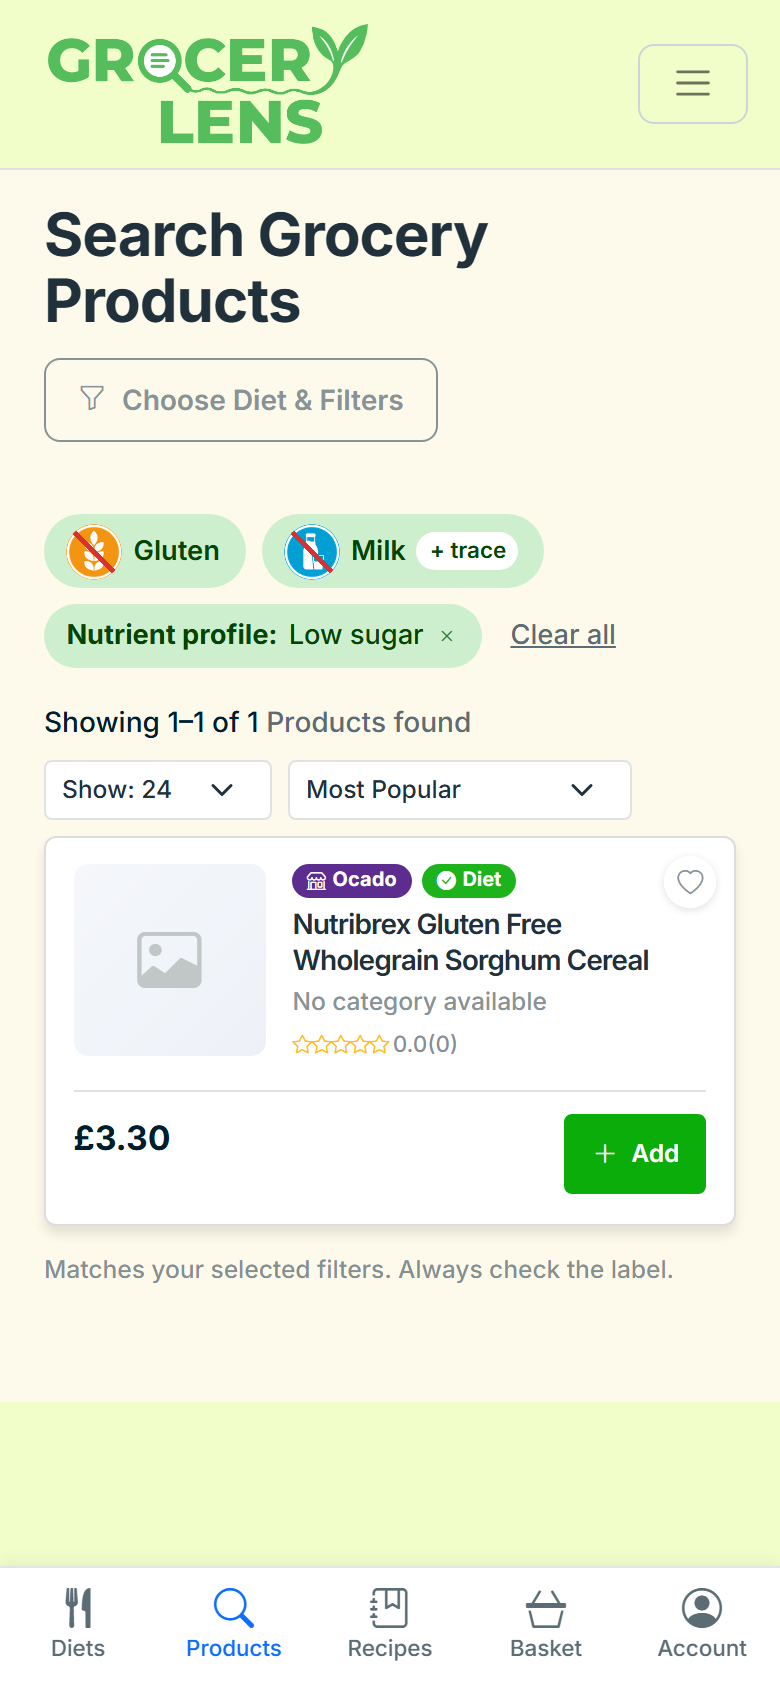 GROCERY
LENS
Search Grocery
Products
Choose Diet & Filters
Gluten
Milk + trace
Nutrient profile: Low sugar ×
Clear all
Showing 1–1 of 1 Products found
Show: 24
Most Popular
Ocado
Diet
Nutribrex Gluten Free
Wholegrain Sorghum Cereal
No category available
0.0(0)
£3.30
+ Add
Matches your selected filters. Always check the label.
Diets
Products
Recipes
Basket
Account